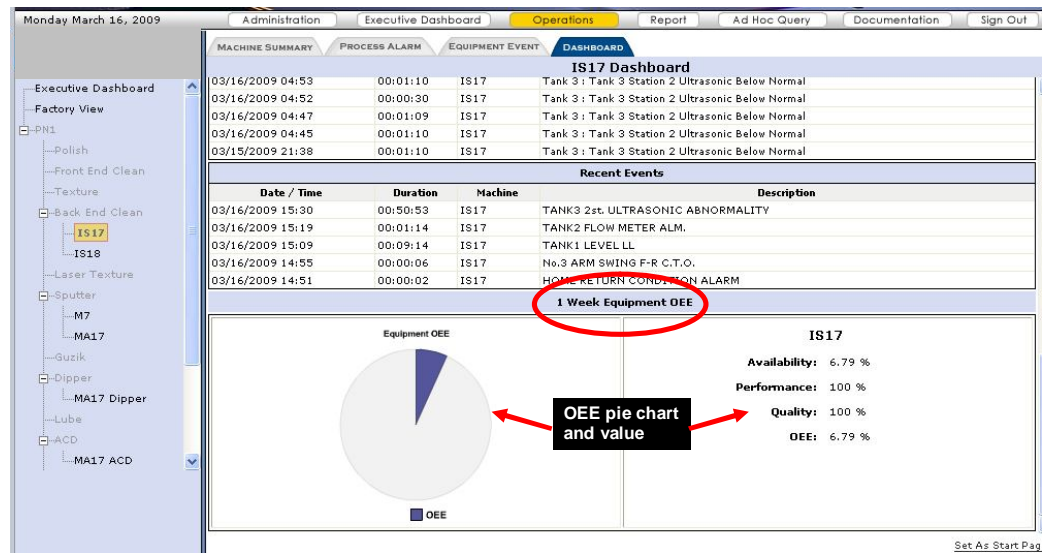 Monday March 16, 2009
Administration Executive Dashboard Operations Report Ad Hoc Query Documentation Sign Out
MACHINE SUMMARY PROCESS ALARM EQUIPMENT EVENT DASHBOARD
IS17 Dashboard
Executive Dashboard
Factory View
PN1
Polish
Front End Clean
Texture
Back End Clean
IS17
IS18
Laser Texture
Sputter
M7
MA17
Guzik
Dipper
MA17 Dipper
Lube
ACD
MA17 ACD
03/16/2009 04:53 00:01:10 IS17 Tank 3 : Tank 3 Station 2 Ultrasonic Below Normal
03/16/2009 04:52 00:00:30 IS17 Tank 3 : Tank 3 Station 2 Ultrasonic Below Normal
03/16/2009 04:47 00:01:09 IS17 Tank 3 : Tank 3 Station 2 Ultrasonic Below Normal
03/16/2009 04:45 00:01:10 IS17 Tank 3 : Tank 3 Station 2 Ultrasonic Below Normal
03/15/2009 21:38 00:01:10 IS17 Tank 3 : Tank 3 Station 2 Ultrasonic Below Normal
Recent Events
Date / Time Duration Machine Description
03/16/2009 15:30 00:50:53 IS17 TANK3 2st. ULTRASONIC ABNORMALITY
03/16/2009 15:19 00:01:14 IS17 TANK2 FLOW METER ALM.
03/16/2009 15:09 00:09:14 IS17 TANK1 LEVEL LL
03/16/2009 14:55 00:00:06 IS17 No.3 ARM SWING F-R C.T.O.
03/16/2009 14:51 00:00:02 IS17 HOME RETURN CONDITION ALARM
1 Week Equipment OEE
Equipment OEE
OEE
IS17
Availability: 6.79 %
Performance: 100 %
Quality: 100 %
OEE: 6.79 %
OEE pie chart
and value
Set As Start Pag